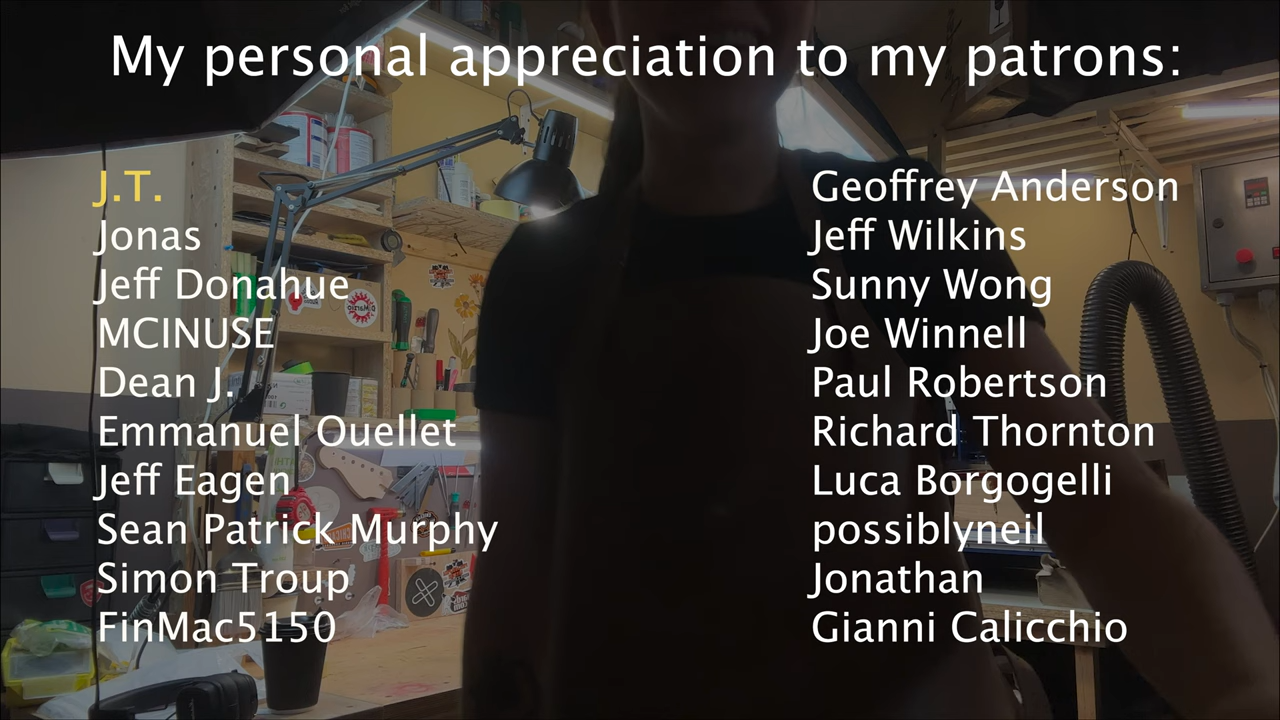 My personal appreciation to my patrons:
J.T.
Jonas
Jeff Donahue
MCINUSE
Dean J.
Emmanuel Ouellet
Jeff Eagen
Sean Patrick Murphy
Simon Troup
FinMac5150
Geoffrey Anderson
Jeff Wilkins
Sunny Wong
Joe Winnell
Paul Robertson
Richard Thornton
Luca Borgogelli
possiblyneil
Jonathan
Gianni Calicchio